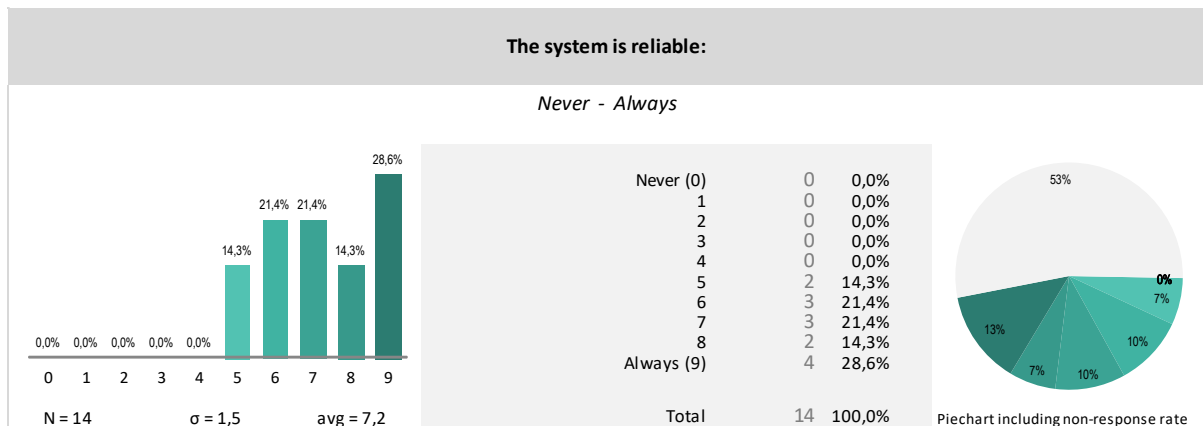 The system is reliable:
Never - Always
28,6%
21,4% 21,4%
14,3% 14,3%
0,0% 0,0% 0,0% 0,0% 0,0%
0 1 2 3 4 5 6 7 8 9
N = 14 σ = 1,5 avg = 7,2
Never (0) 0 0,0%
1 0 0,0%
2 0 0,0%
3 0 0,0%
4 0 0,0%
5 2 14,3%
6 3 21,4%
7 3 21,4%
8 2 14,3%
Always (9) 4 28,6%
Total 14 100,0%
53%
0%
7%
10%
10%
7%
13%
Piechart including non-response rate